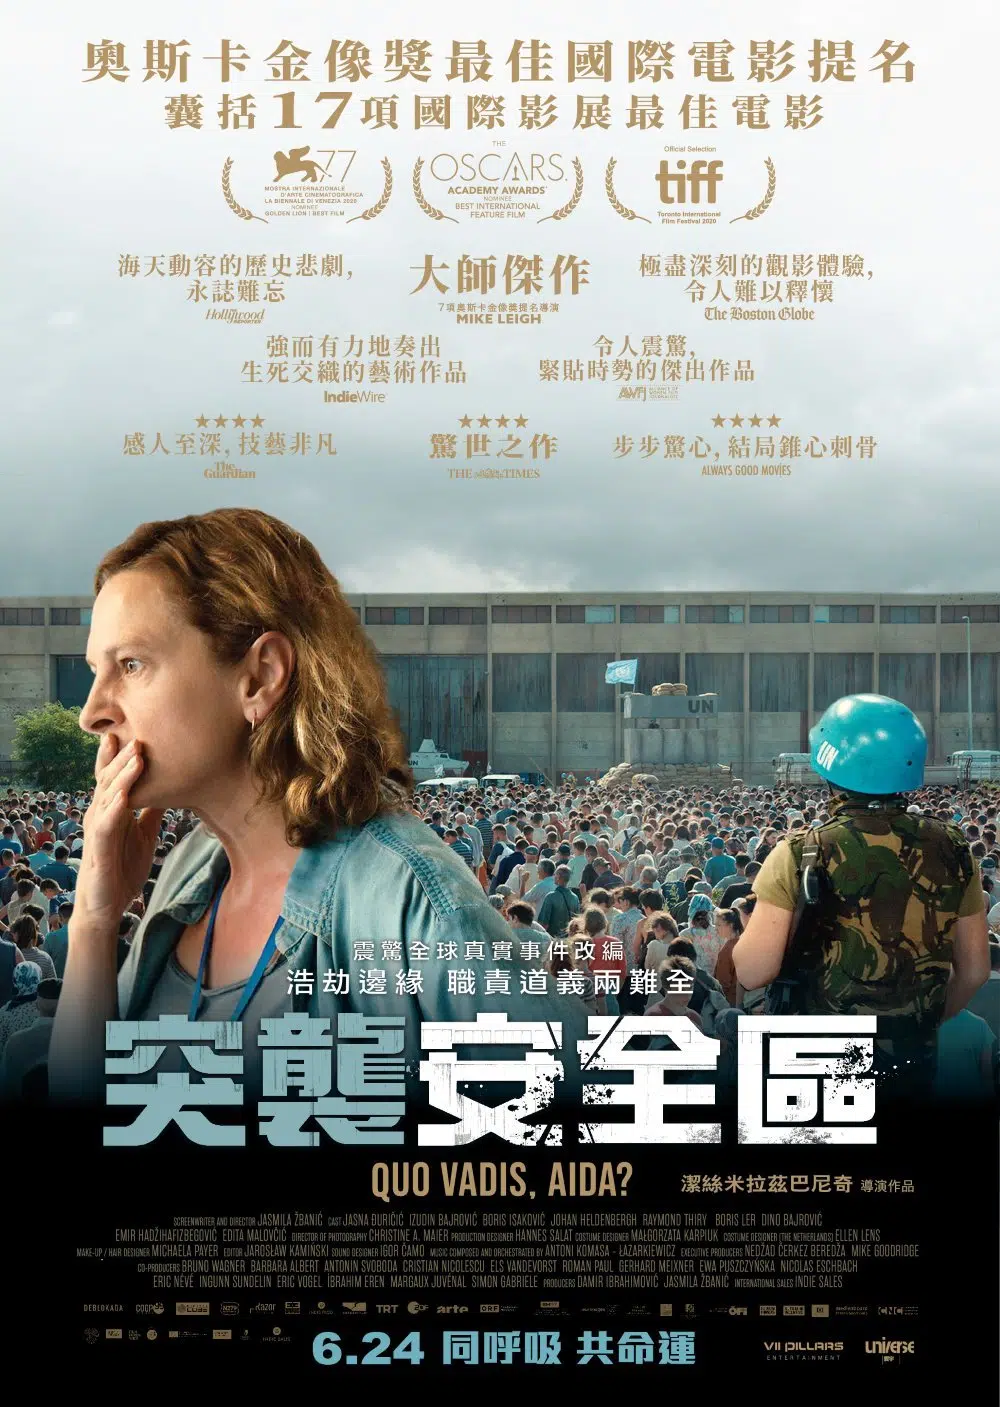 奧斯卡金像獎最佳國際電影提名
囊括17項國際影展最佳電影
77
MOSTRA INTERNAZIONALE
D'ARTE CINEMATOGRAFICA
LA BIENNALE DI VENEZIA 2020
NOMINEE
GOLDEN LION | BEST FILM
THE
OSCARS.
ACADEMY AWARDS®
NOMINEE
BEST INTERNATIONAL
FEATURE FILM
Official Selection
tiff
Toronto International
Film Festival 2020
海天動容的歷史悲劇,
永誌難忘
Hollywood
REPORTER
大師傑作
7項奧斯卡金像獎提名導演
MIKE LEIGH
極盡深刻的觀影體驗,
令人難以釋懷
The Boston Globe
強而有力地奏出
生死交織的藝術作品
IndieWire
令人震驚,
緊貼時勢的傑出作品
AWFJ
★★★★
感人至深, 技藝非凡
The
Guardian
★★★★
驚世之作
THE TIMES
★★★★
步步驚心, 結局錐心刺骨
ALWAYS GOOD MOVIES
UN
UN
UN
震驚全球真實事件改編
浩劫邊緣 職責道義兩難全
突襲安全區
QUO VADIS, AIDA?
潔絲米拉茲巴尼奇 導演作品
SCREENWRITER AND DIRECTOR JASMILA ŽBANIĆ CAST JASNA ĐURIČIĆ IZUDIN BAJROVIĆ BORIS ISAKOVIĆ JOHAN HELDENBERGH RAYMOND THIRY BORIS LER DINO BAJROVIĆ
EMIR HADŽIHAFIZBEGOVIĆ EDITA MALOVČIĆ DIRECTOR OF PHOTOGRAPHY CHRISTINE A. MAIER PRODUCTION DESIGNER HANNES SALAT COSTUME DESIGNER MAŁGORZATA KARPIUK COSTUME DESIGNER (THE NETHERLANDS) ELLEN LENS
MAKE-UP / HAIR DESIGNER MICHAELA PAYER EDITOR JAROSŁAW KAMIŃSKI SOUND DESIGNER IGOR ČAMO MUSIC COMPOSED AND ORCHESTRATED BY ANTONI KOMASA - ŁAZARKIEWICZ EXECUTIVE PRODUCERS NEDŽAD ČERKEZ BEREDŽA MIKE GOODRIDGE
CO-PRODUCERS BRUNO WAGNER BARBARA ALBERT ANTONIN SVOBODA CRISTIAN NICOLESCU ELS VANDEVORST ROMAN PAUL GERHARD MEIXNER EWA PUSZCZYŃSKA NICOLAS ESCHBACH
ERIC NÉVÉ INGUNN SUNDELIN ERIC VOGEL İBRAHIM EREN MARGAUX JUVÉNAL SIMON GABRIELE PRODUCERS DAMIR IBRAHIMOVIĆ JASMILA ŽBANIĆ INTERNATIONAL SALES INDIE SALES
DEBLOKADA COOP99 razor TRT ZDF arte ORF ÖFI CNC
INDIE SALES
6.24 同呼吸 共命運
VII PILLARS
ENTERTAINMENT
universe